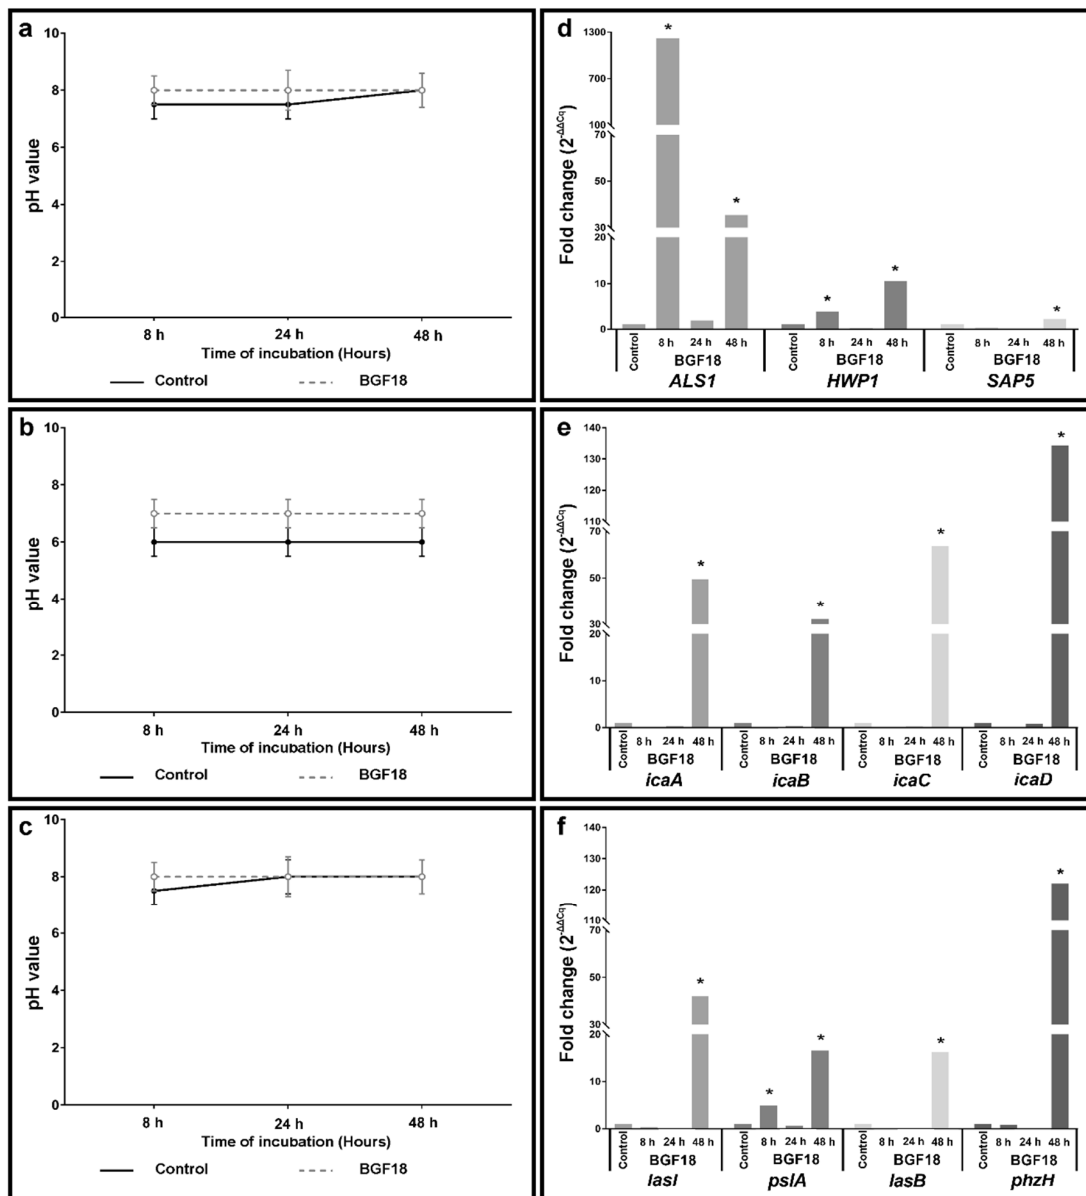 a
10
8
6
4
2
0
pH value
8 h 24 h 48 h
Time of incubation (Hours)
Control BGF18
d
1300
700
100
70
50
30
20
10
0
Fold change (2^-ΔΔCq)
* * * * *
Control 8 h 24 h 48 h Control 8 h 24 h 48 h Control 8 h 24 h 48 h
BGF18 BGF18 BGF18
ALS1 HWP1 SAP5
b
10
8
6
4
2
0
pH value
8 h 24 h 48 h
Time of incubation (Hours)
Control BGF18
e
140
130
120
110
70
50
30
20
10
0
Fold change (2^-ΔΔCq)
* * * *
Control 8 h 24 h 48 h Control 8 h 24 h 48 h Control 8 h 24 h 48 h Control 8 h 24 h 48 h
BGF18 BGF18 BGF18 BGF18
icaA icaB icaC icaD
c
10
8
6
4
2
0
pH value
8 h 24 h 48 h
Time of incubation (Hours)
Control BGF18
f
140
130
120
110
70
50
30
20
10
0
Fold change (2^-ΔΔCq)
* * * * *
Control 8 h 24 h 48 h Control 8 h 24 h 48 h Control 8 h 24 h 48 h Control 8 h 24 h 48 h
BGF18 BGF18 BGF18 BGF18
lasI pslA lasB phzH